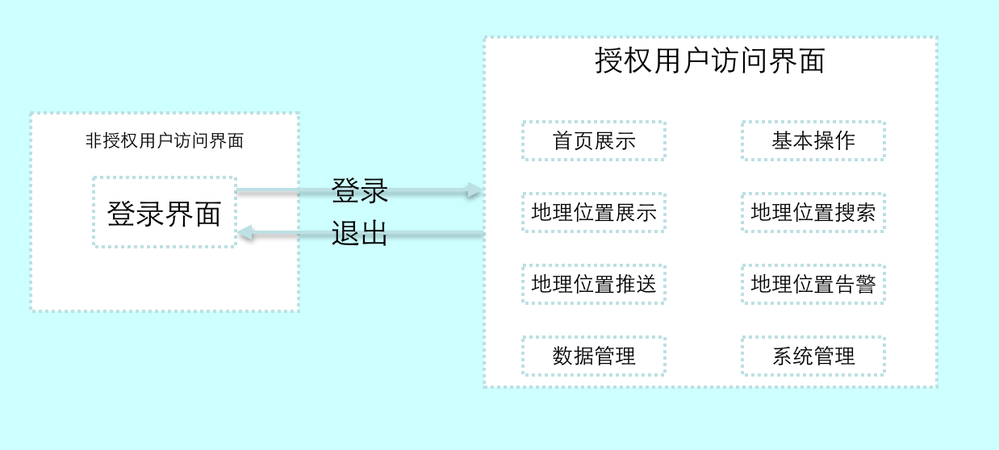 非授权用户访问界面
登录界面
登录
退出
授权用户访问界面
首页展示
基本操作
地理位置展示
地理位置搜索
地理位置推送
地理位置告警
数据管理
系统管理